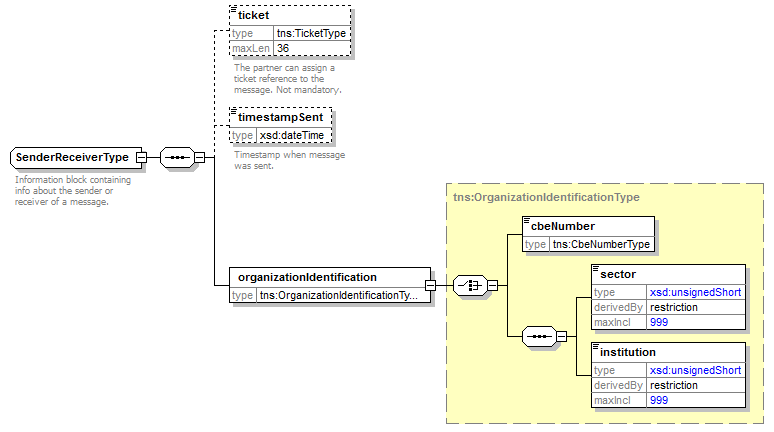 ticket
type tns:TicketType
maxLen 36
The partner can assign a
ticket reference to the
message. Not mandatory.
timestampSent
type xsd:dateTime
Timestamp when message
was sent.
SenderReceiverType
Information block containing
info about the sender or
receiver of a message.
organizationIdentification
type tns:OrganizationIdentificationTy...
tns:OrganizationIdentificationType
cbeNumber
type tns:CbeNumberType
sector
type xsd:unsignedShort
derivedBy restriction
maxIncl 999
institution
type xsd:unsignedShort
derivedBy restriction
maxIncl 999